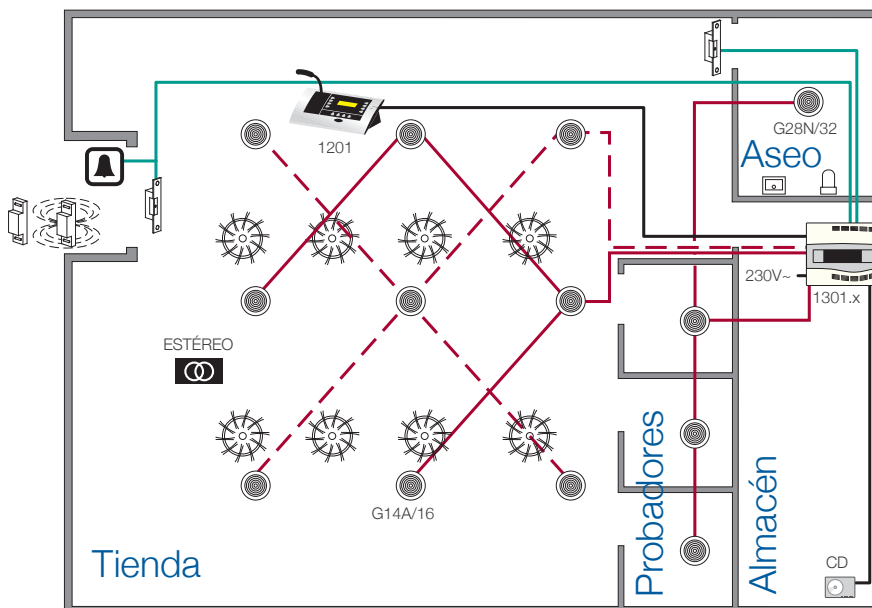 G28N/32
1201
Aseo
230V~
1301.x
ESTÉREO
G14A/16
Probadores
Almacén
Tienda
CD